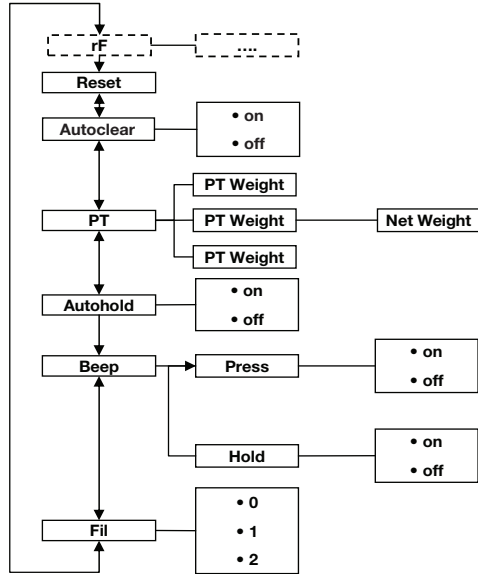 rF
....
Reset
Autoclear
• on
• off
PT Weight
PT
PT Weight
Net Weight
PT Weight
Autohold
• on
• off
Beep
Press
• on
• off
Hold
• on
• off
Fil
• 0
• 1
• 2